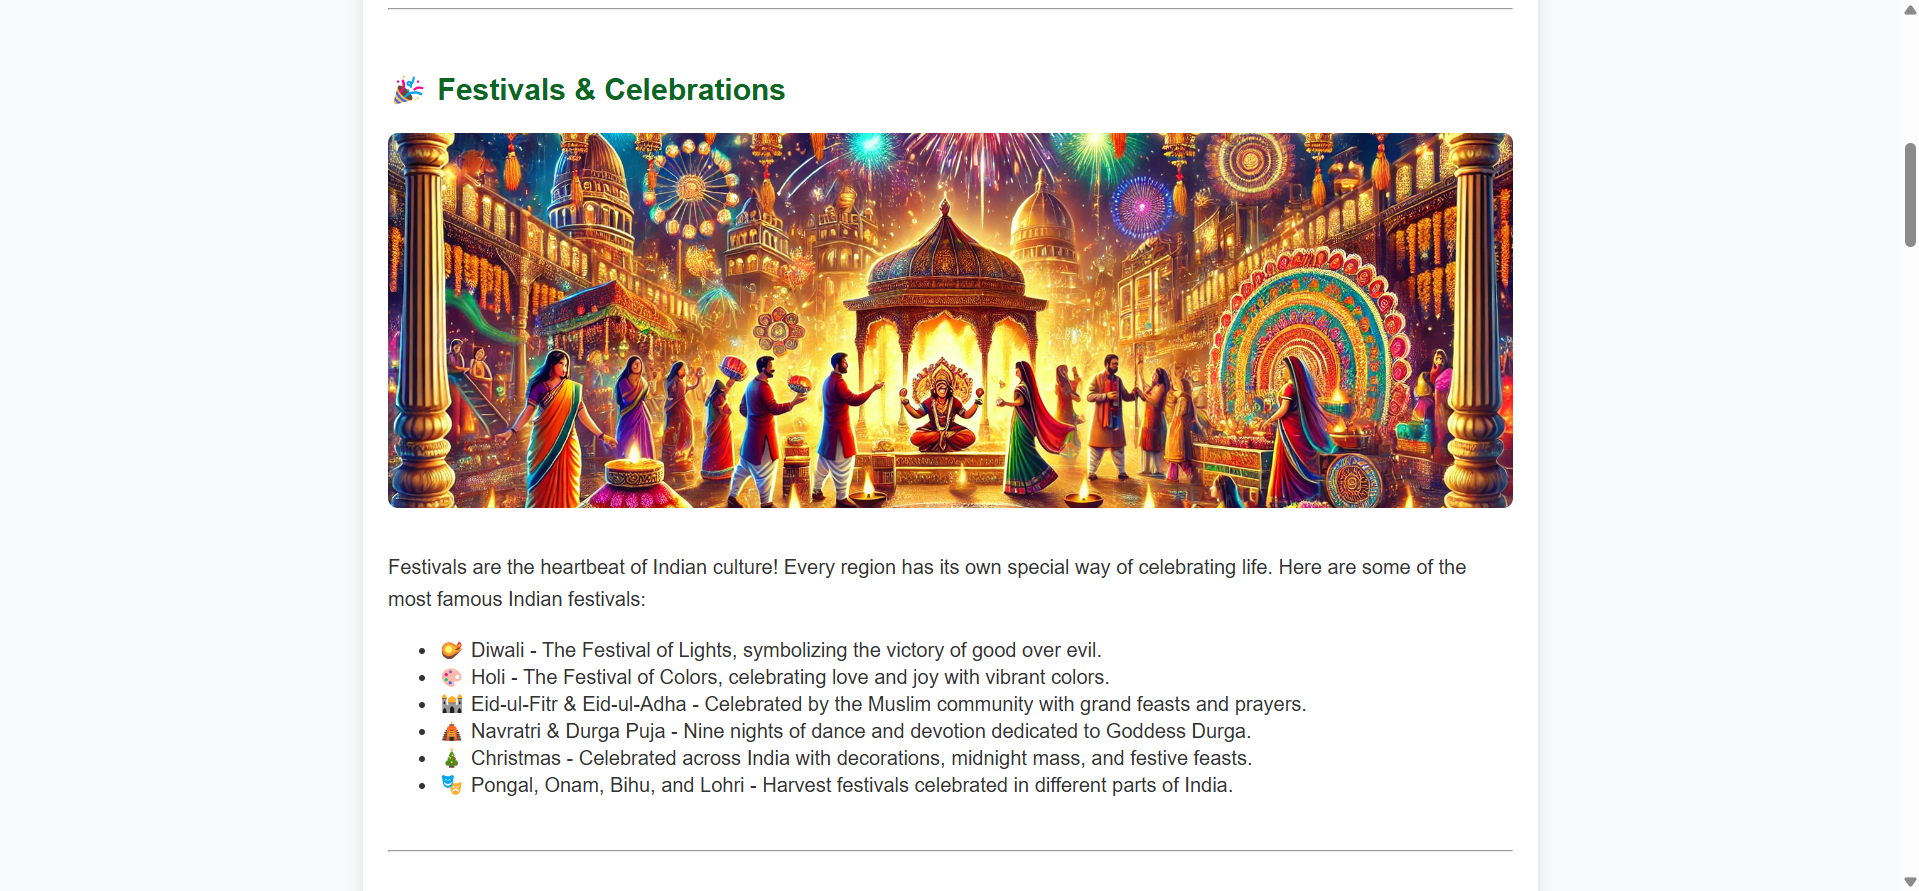 🎉 Festivals & Celebrations
Festivals are the heartbeat of Indian culture! Every region has its own special way of celebrating life. Here are some of the
most famous Indian festivals:
• 🪔 Diwali - The Festival of Lights, symbolizing the victory of good over evil.
• 🎨 Holi - The Festival of Colors, celebrating love and joy with vibrant colors.
• 🕌 Eid-ul-Fitr & Eid-ul-Adha - Celebrated by the Muslim community with grand feasts and prayers.
• 🛕 Navratri & Durga Puja - Nine nights of dance and devotion dedicated to Goddess Durga.
• 🎄 Christmas - Celebrated across India with decorations, midnight mass, and festive feasts.
• 🎭 Pongal, Onam, Bihu, and Lohri - Harvest festivals celebrated in different parts of India.